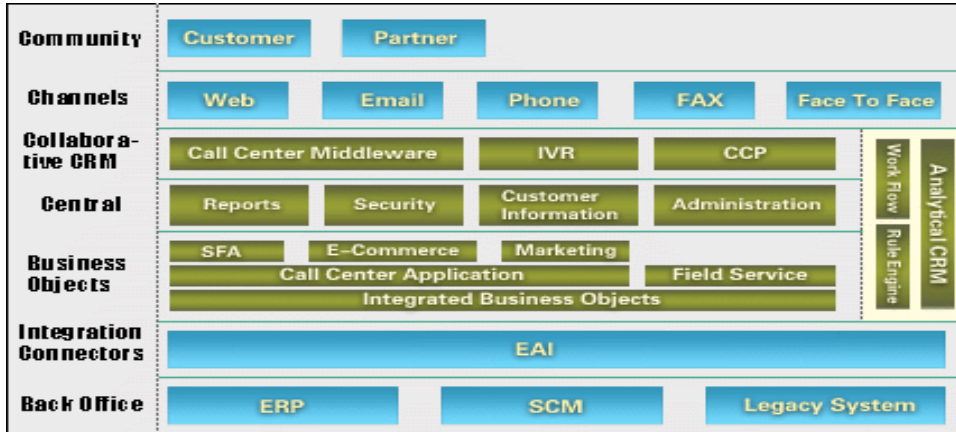 Community
Customer
Partner
Channels
Web
Email
Phone
FAX
Face To Face
Collabora-
tive CRM
Call Center Middleware
IVR
CCP
Central
Reports
Security
Customer
Information
Administration
Business
Objects
SFA
E-Commerce
Marketing
Call Center Application
Field Service
Integrated Business Objects
Work Flow
Rule Engine
Analytical CRM
Integration
Connectors
EAI
Back Office
ERP
SCM
Legacy System